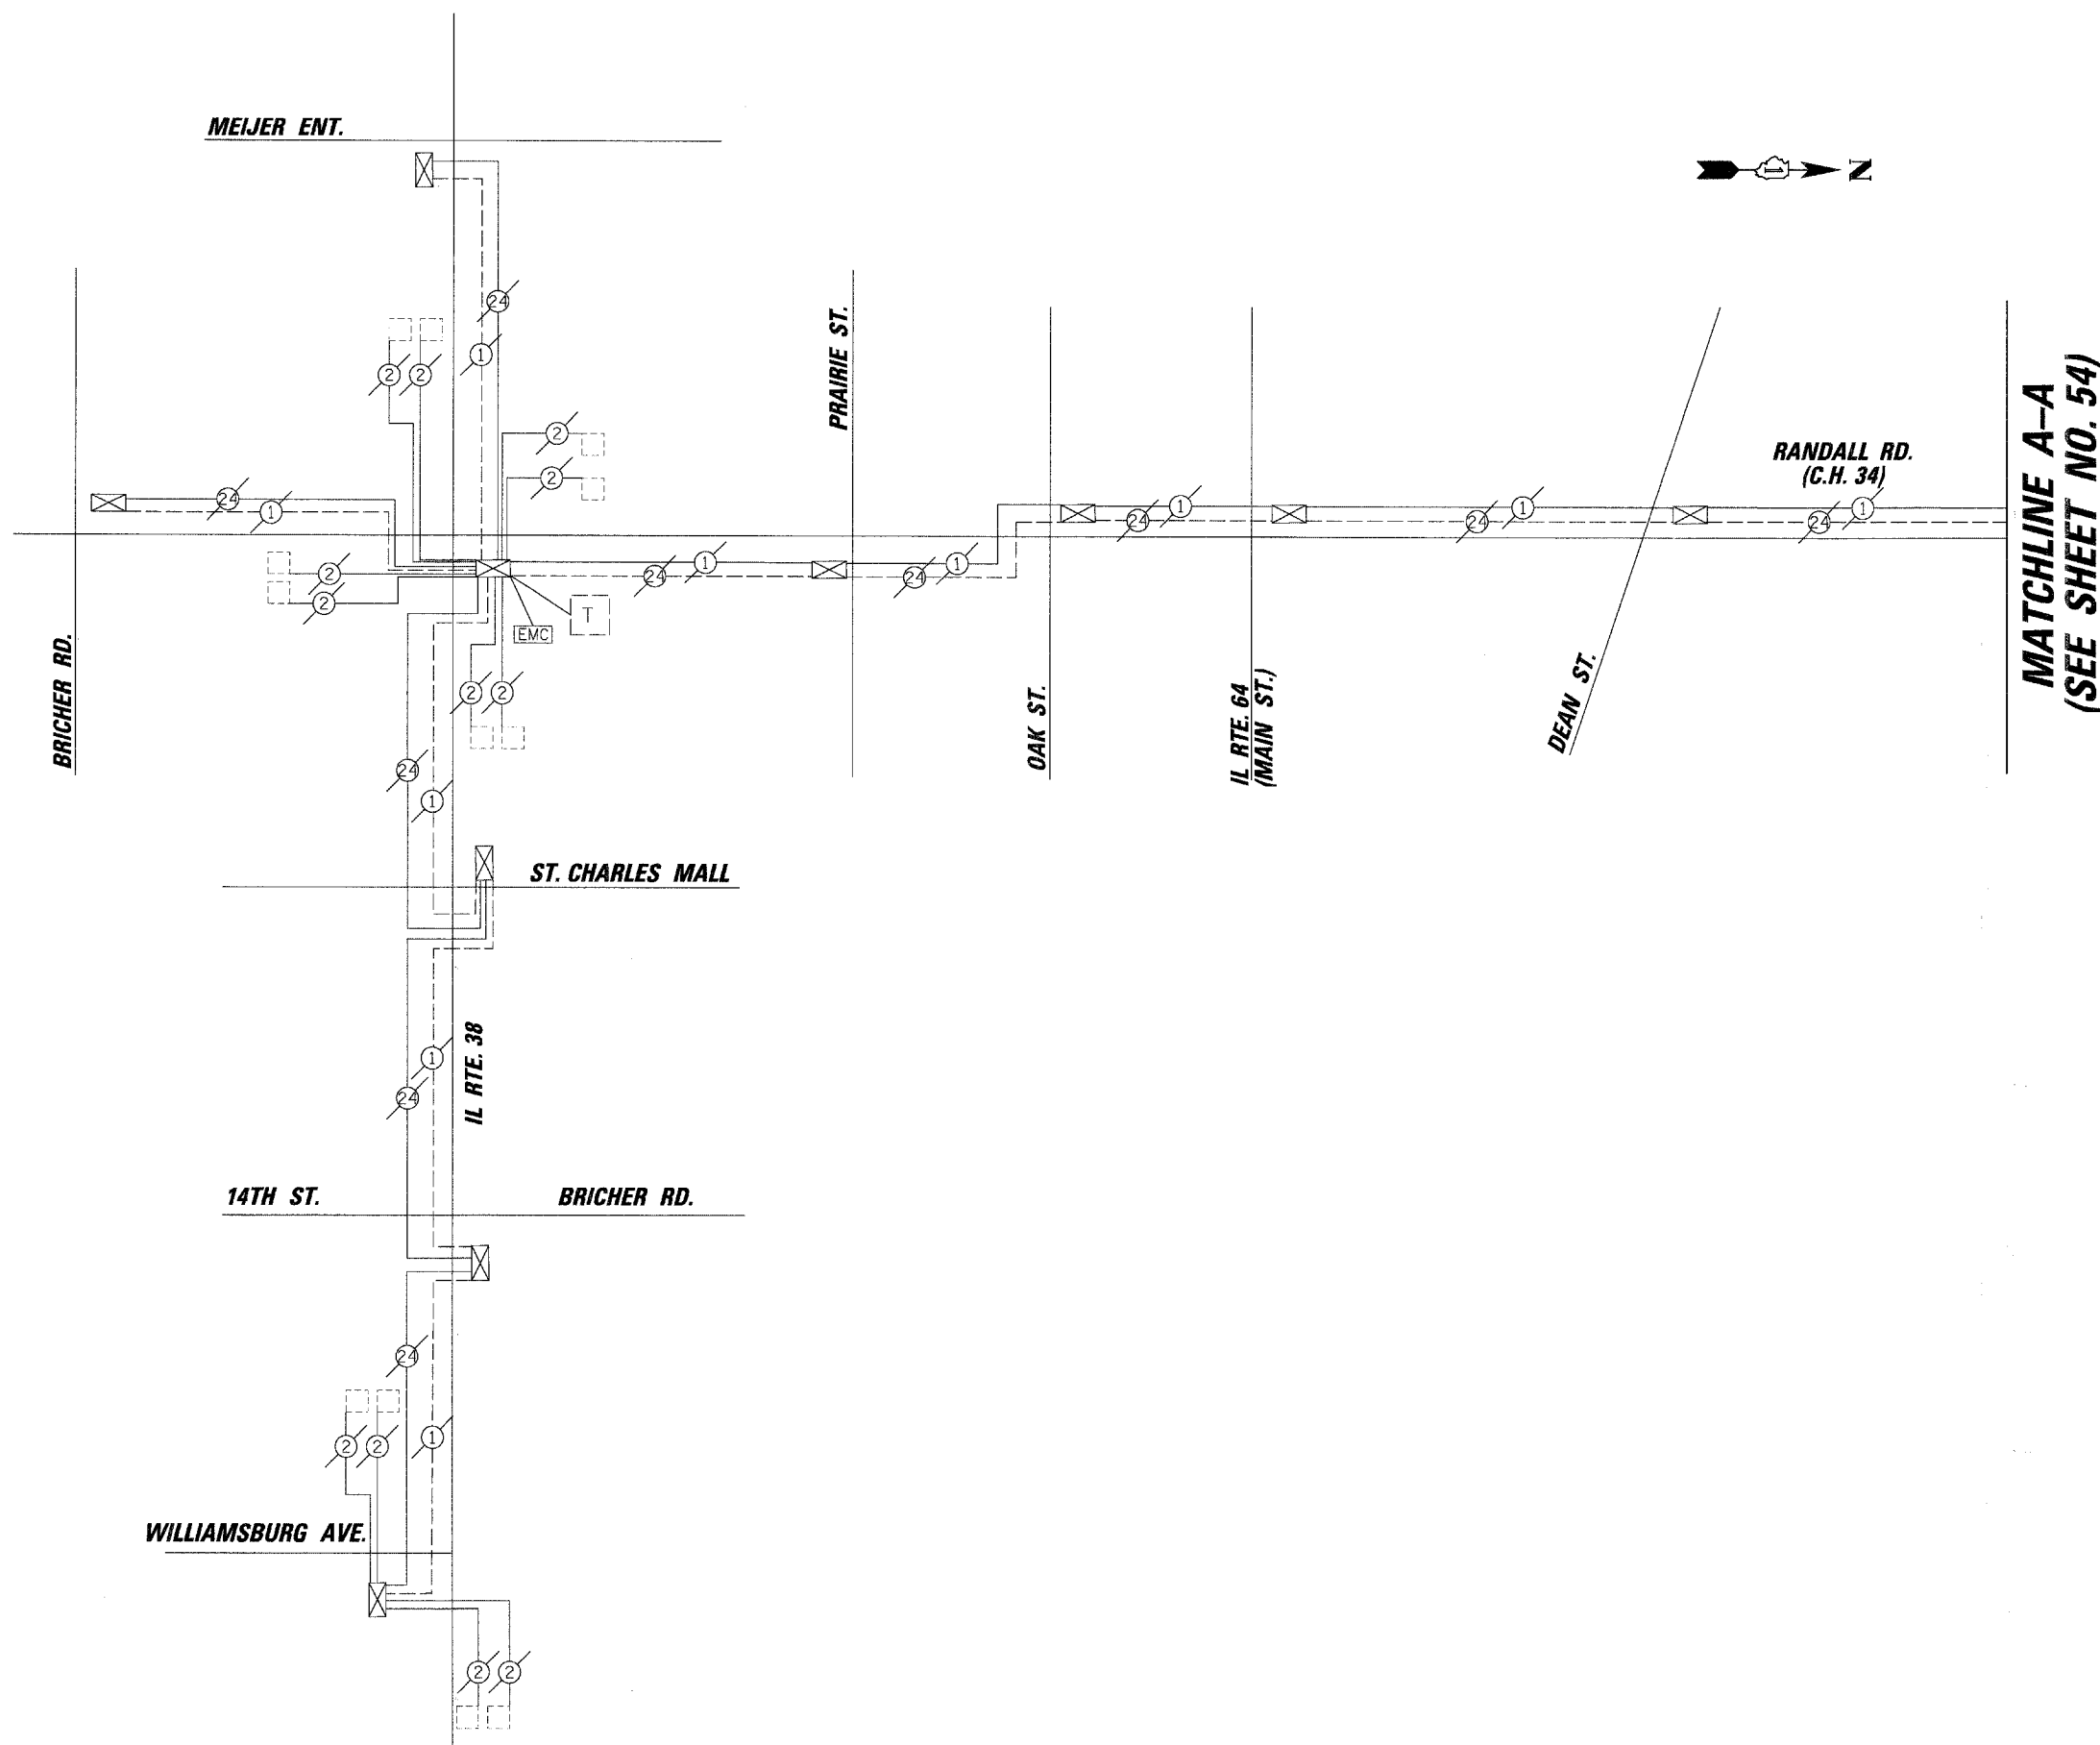 MEIJER ENT.
N
24
1
2
2
PRAIRIE ST.
2
2
RANDALL RD.
(C.H. 34)
MATCHLINE A-A
(SEE SHEET NO. 54)
24
1
1
24
1
24
1
24
1
24
1
24
2
2
T
EMC
BRICHER RD.
2
2
OAK ST.
IL RTE. 64
(MAIN ST.)
DEAN ST.
24
1
ST. CHARLES MALL
IL RTE. 38
1
24
14TH ST.
BRICHER RD.
24
1
2
2
WILLIAMSBURG AVE.
2
2